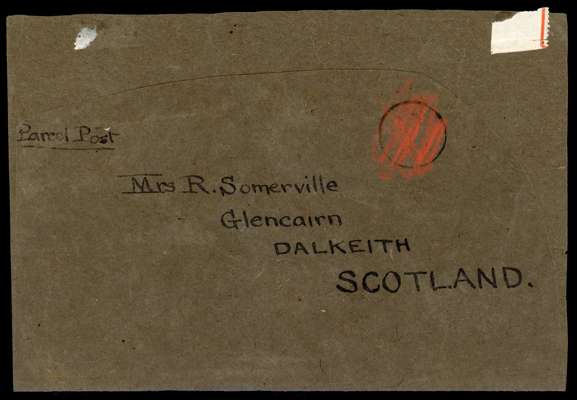 Parcel Post
Mrs R. Somerville
Glencairn
DALKEITH
SCOTLAND.